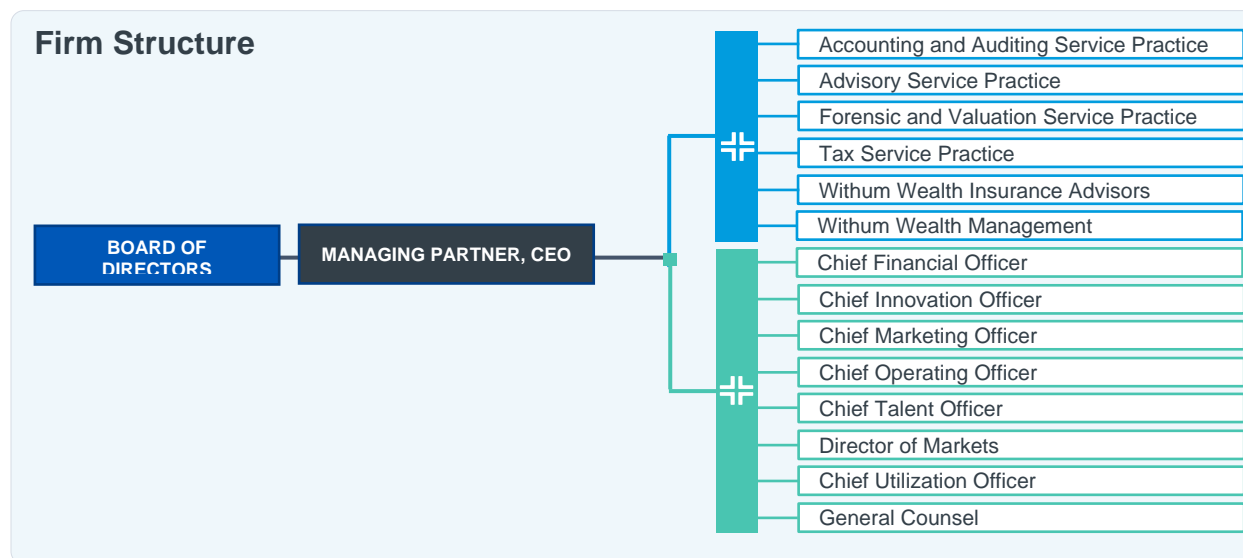 Firm Structure
BOARD OF
DIRECTORS
MANAGING PARTNER, CEO
Accounting and Auditing Service Practice
Advisory Service Practice
Forensic and Valuation Service Practice
Tax Service Practice
Withum Wealth Insurance Advisors
Withum Wealth Management
Chief Financial Officer
Chief Innovation Officer
Chief Marketing Officer
Chief Operating Officer
Chief Talent Officer
Director of Markets
Chief Utilization Officer
General Counsel